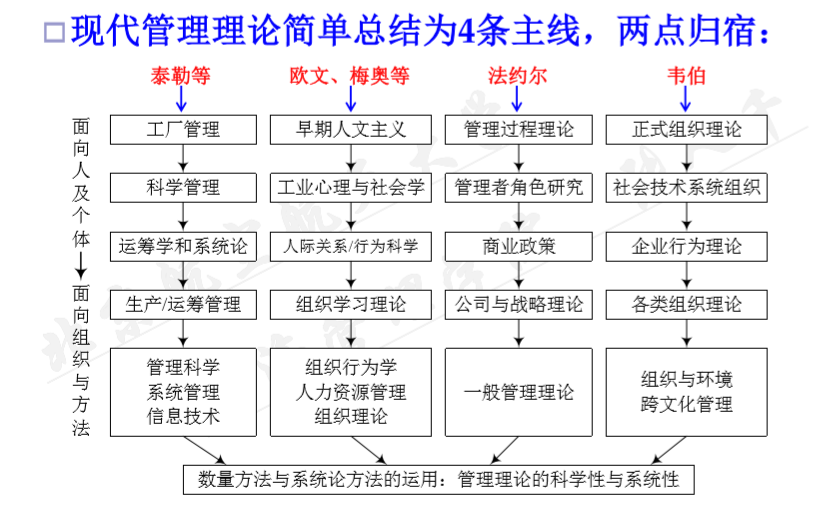 现代管理理论简单总结为4条主线，两点归宿：
泰勒等
欧文、梅奥等
法约尔
韦伯
面向人及个体
面向组织与方法
工厂管理
早期人文主义
管理过程理论
正式组织理论
科学管理
工业心理与社会学
管理者角色研究
社会技术系统组织
运筹学和系统论
人际关系/行为科学
商业政策
企业行为理论
生产/运筹管理
组织学习理论
公司与战略理论
各类组织理论
管理科学
系统管理
信息技术
组织行为学
人力资源管理
组织理论
一般管理理论
组织与环境
跨文化管理
数量方法与系统论方法的运用：管理理论的科学性与系统性